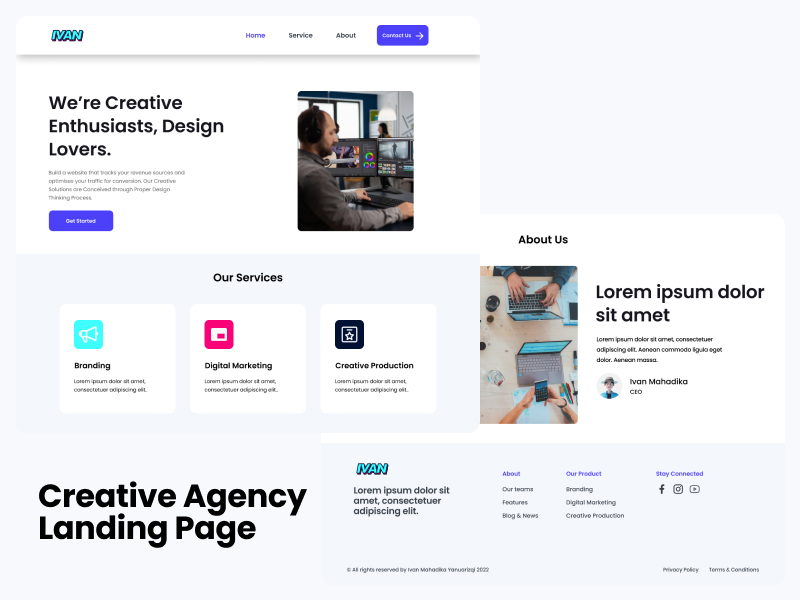 IVAN
Home Service About Contact Us
We're Creative
Enthusiasts, Design
Lovers.
Build a website that tracks your revenue sources and
optimises your traffic for conversion. Our Creative
Solutions are Conceived through Proper Design
Thinking Process.
Get Started
Our Services
Branding
Lorem ipsum dolor sit amet,
consectetuer adipiscing elit.
Digital Marketing
Lorem ipsum dolor sit amet,
consectetuer adipiscing elit..
Creative Production
Lorem ipsum dolor sit amet,
consectetuer adipiscing elit..
About Us
Lorem ipsum dolor
sit amet
Lorem ipsum dolor sit amet, consectetuer
adipiscing elit. Aenean commodo ligula eget
dolor. Aenean massa.
Ivan Mahadika
CEO
Creative Agency
Landing Page
IVAN
Lorem ipsum dolor sit
amet, consectetuer
adipiscing elit.
About
Our teams
Features
Blog & News
Our Product
Branding
Digital Marketing
Creative Production
Stay Connected
© All rights reserved by Ivan Mahadika Yanuarizqi 2022
Privacy Policy Terms & Conditions